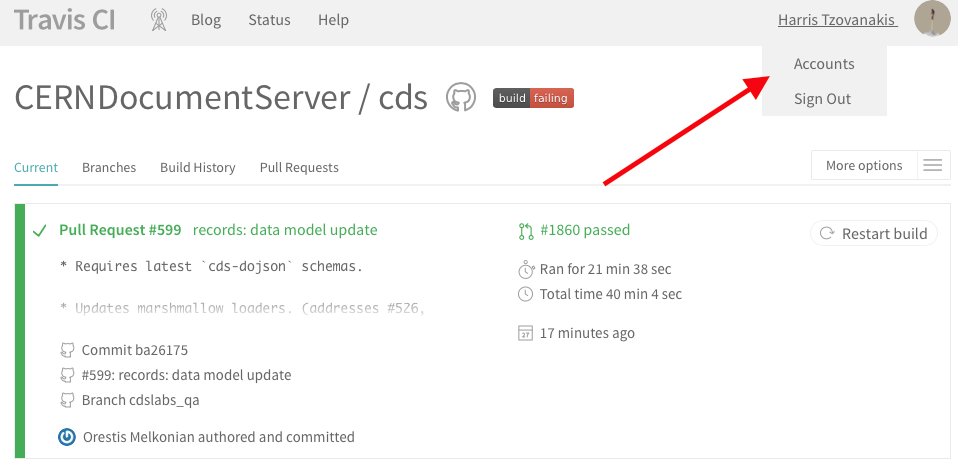 Travis CI Blog Status Help Harris Tzovanakis
Accounts
Sign Out
CERNDocumentServer / cds build failing
Current Branches Build History Pull Requests More options
Pull Request #599 records: data model update
* Requires latest `cds-dojson` schemas.
* Updates marshmallow loaders. (addresses #526,
Commit ba26175
#599: records: data model update
Branch cdslabs_qa
Orestis Melkonian authored and committed
#1860 passed
Ran for 21 min 38 sec
Total time 40 min 4 sec
27
17 minutes ago
Restart build